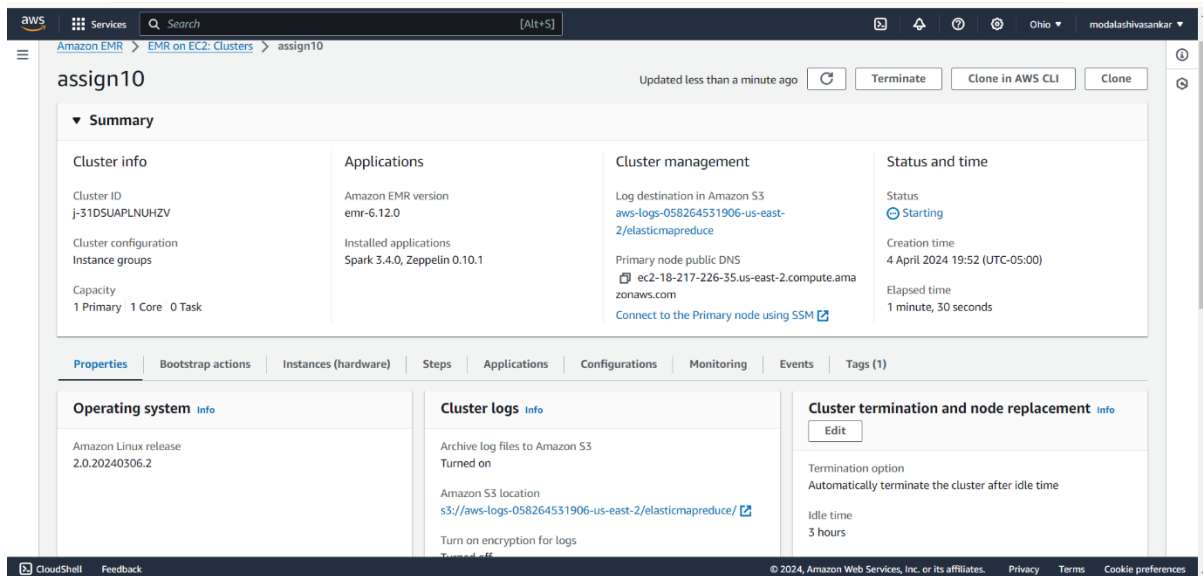 aws
Services
Search
[Alt+S]
Ohio
modalashivasankar
Amazon EMR > EMR on EC2: Clusters > assign10
assign10
Updated less than a minute ago
Terminate
Clone in AWS CLI
Clone
Summary
Cluster info
Cluster ID
j-31DSUAPLNUHZV
Cluster configuration
Instance groups
Capacity
1 Primary 1 Core 0 Task
Applications
Amazon EMR version
emr-6.12.0
Installed applications
Spark 3.4.0, Zeppelin 0.10.1
Cluster management
Log destination in Amazon S3
aws-logs-058264531906-us-east-
2/elasticmapreduce
Primary node public DNS
ec2-18-217-226-35.us-east-2.compute.ama
zonaws.com
Connect to the Primary node using SSM
Status and time
Status
Starting
Creation time
4 April 2024 19:52 (UTC-05:00)
Elapsed time
1 minute, 30 seconds
Properties
Bootstrap actions
Instances (hardware)
Steps
Applications
Configurations
Monitoring
Events
Tags (1)
Operating system Info
Amazon Linux release
2.0.20240306.2
Cluster logs Info
Archive log files to Amazon S3
Turned on
Amazon S3 location
s3://aws-logs-058264531906-us-east-2/elasticmapreduce/
Turn on encryption for logs
Turned off
Cluster termination and node replacement Info
Edit
Termination option
Automatically terminate the cluster after idle time
Idle time
3 hours
CloudShell
Feedback
© 2024, Amazon Web Services, Inc. or its affiliates.
Privacy
Terms
Cookie preferences